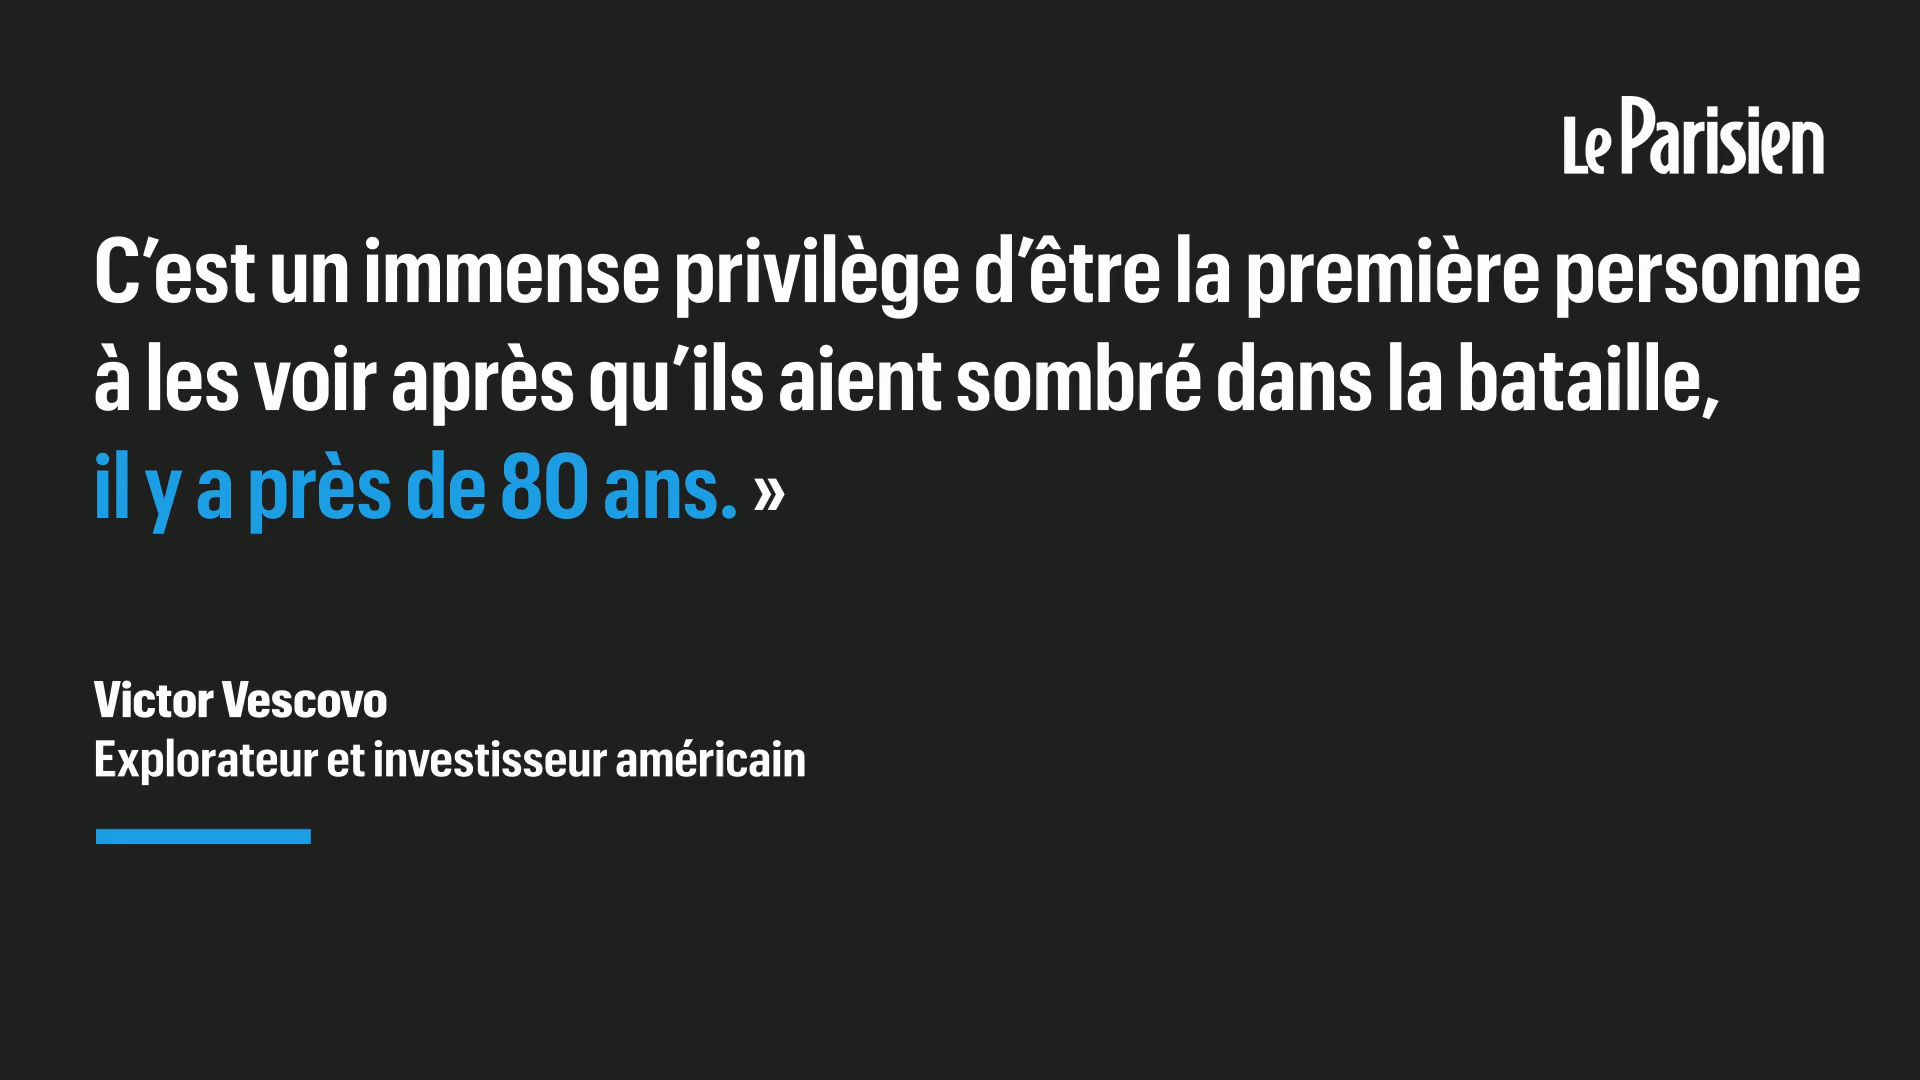 Le Parisien
C’est un immense privilège d’être la première personne
à les voir après qu’ils aient sombré dans la bataille,
il y a près de 80 ans. »
Victor Vescovo
Explorateur et investisseur américain